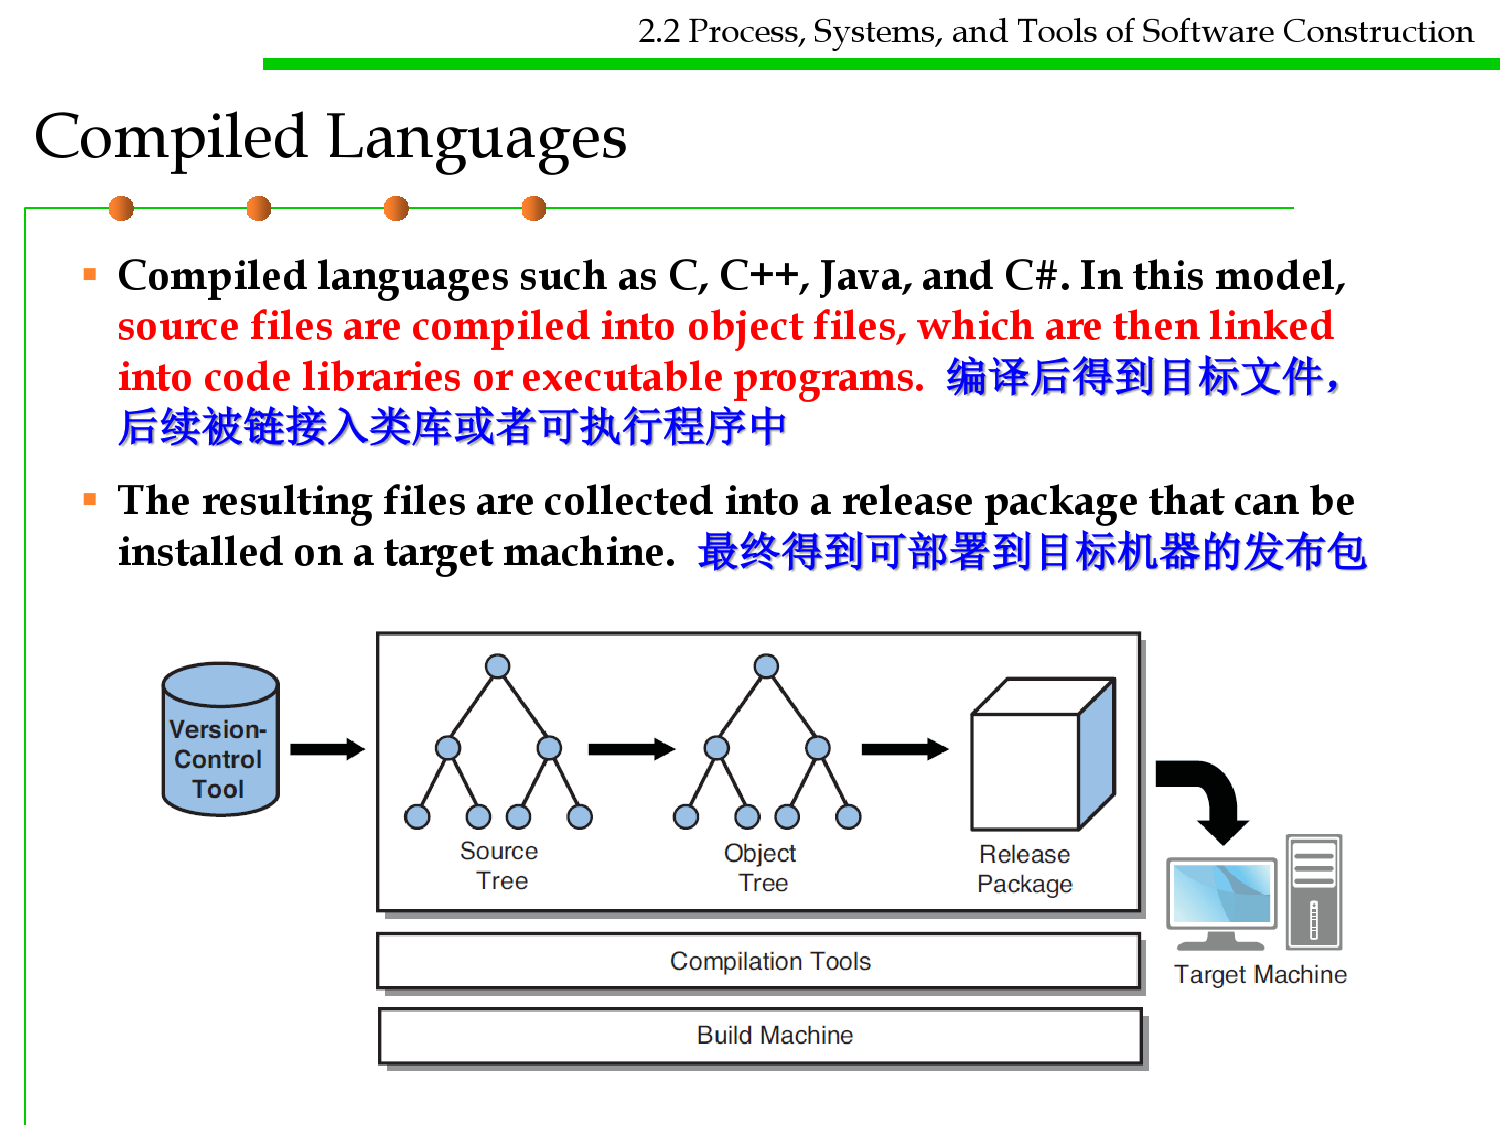 2.2 Process, Systems, and Tools of Software Construction
Compiled Languages
Compiled languages such as C, C++, Java, and C#. In this model,
source files are compiled into object files, which are then linked
into code libraries or executable programs. 编译后得到目标文件，
后续被链接入类库或者可执行程序中
The resulting files are collected into a release package that can be
installed on a target machine. 最终得到可部署到目标机器的发布包
Version-
Control
Tool
Source
Tree
Object
Tree
Release
Package
Target Machine
Compilation Tools
Build Machine